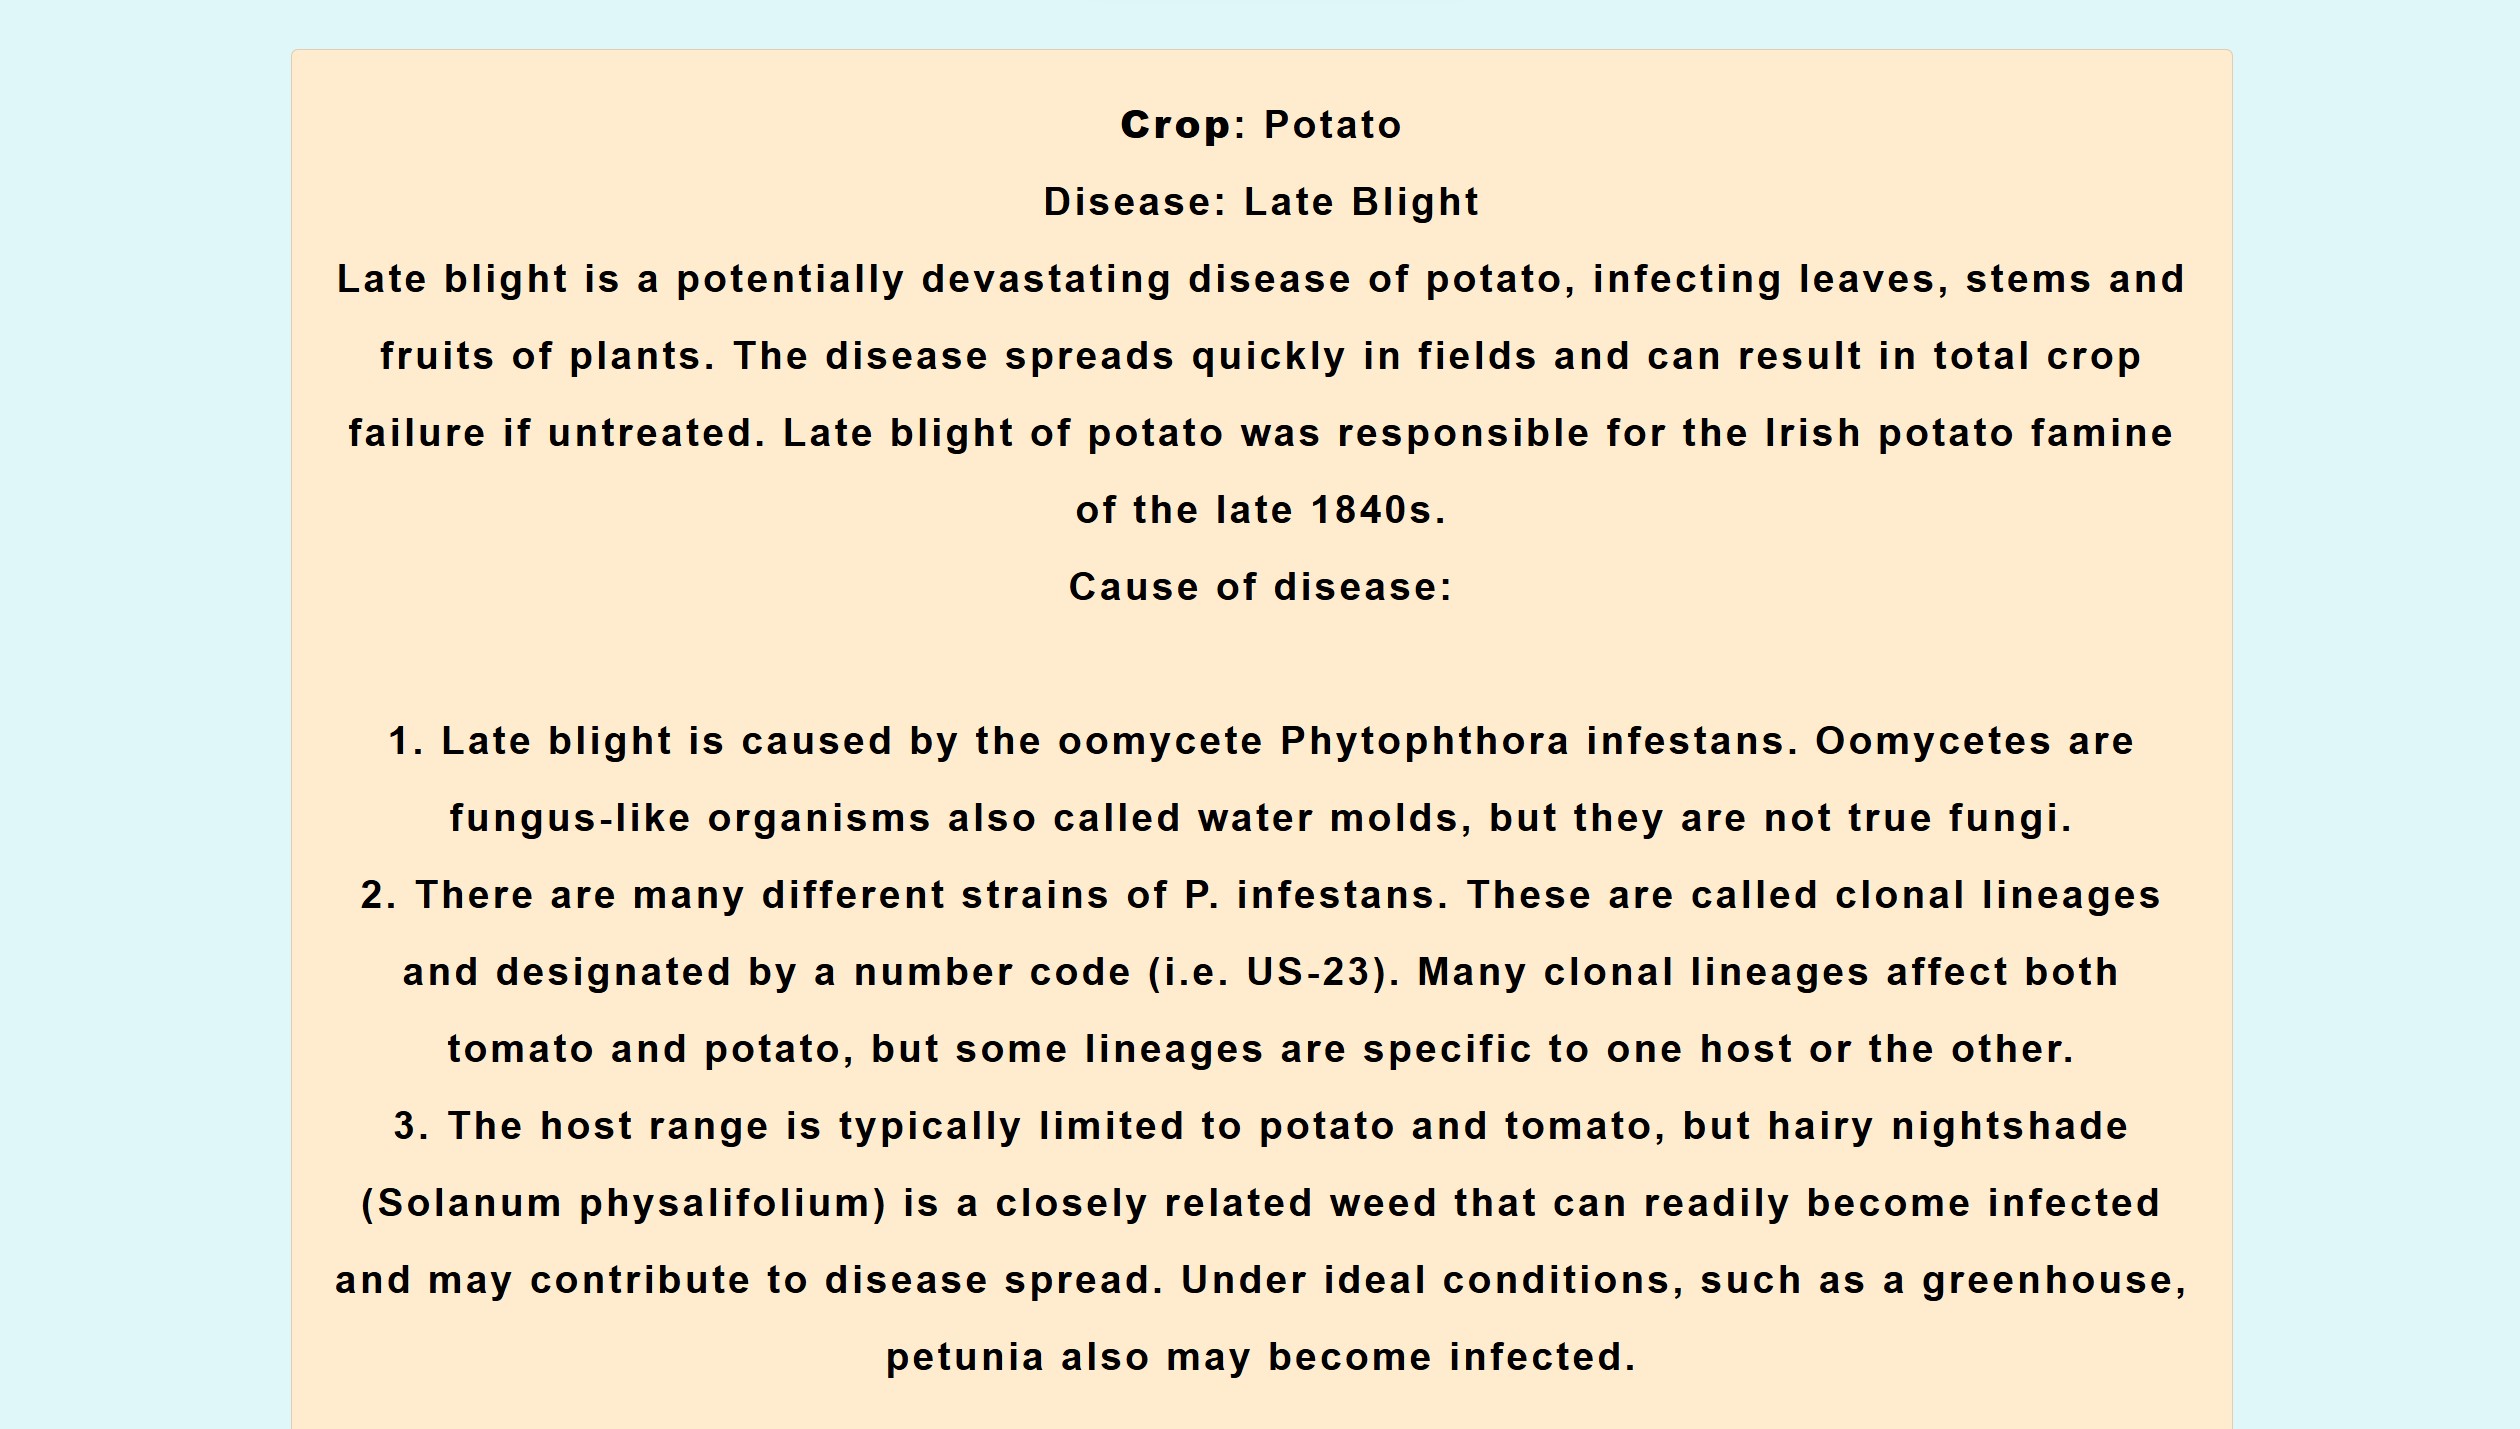 Crop: Potato
Disease: Late Blight
Late blight is a potentially devastating disease of potato, infecting leaves, stems and
fruits of plants. The disease spreads quickly in fields and can result in total crop
failure if untreated. Late blight of potato was responsible for the Irish potato famine
of the late 1840s.
Cause of disease:
1. Late blight is caused by the oomycete Phytophthora infestans. Oomycetes are
fungus-like organisms also called water molds, but they are not true fungi.
2. There are many different strains of P. infestans. These are called clonal lineages
and designated by a number code (i.e. US-23). Many clonal lineages affect both
tomato and potato, but some lineages are specific to one host or the other.
3. The host range is typically limited to potato and tomato, but hairy nightshade
(Solanum physalifolium) is a closely related weed that can readily become infected
and may contribute to disease spread. Under ideal conditions, such as a greenhouse,
petunia also may become infected.